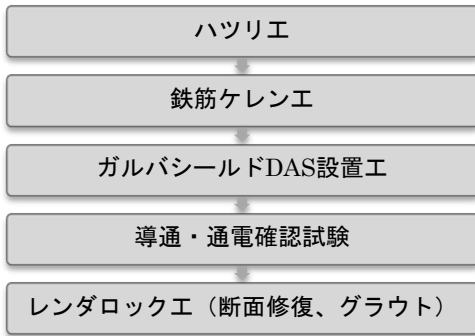 ハツリ工
鉄筋ケレン工
ガルバシールドDAS設置工
導通・通電確認試験
レンダロック工（断面修復、グラウト）